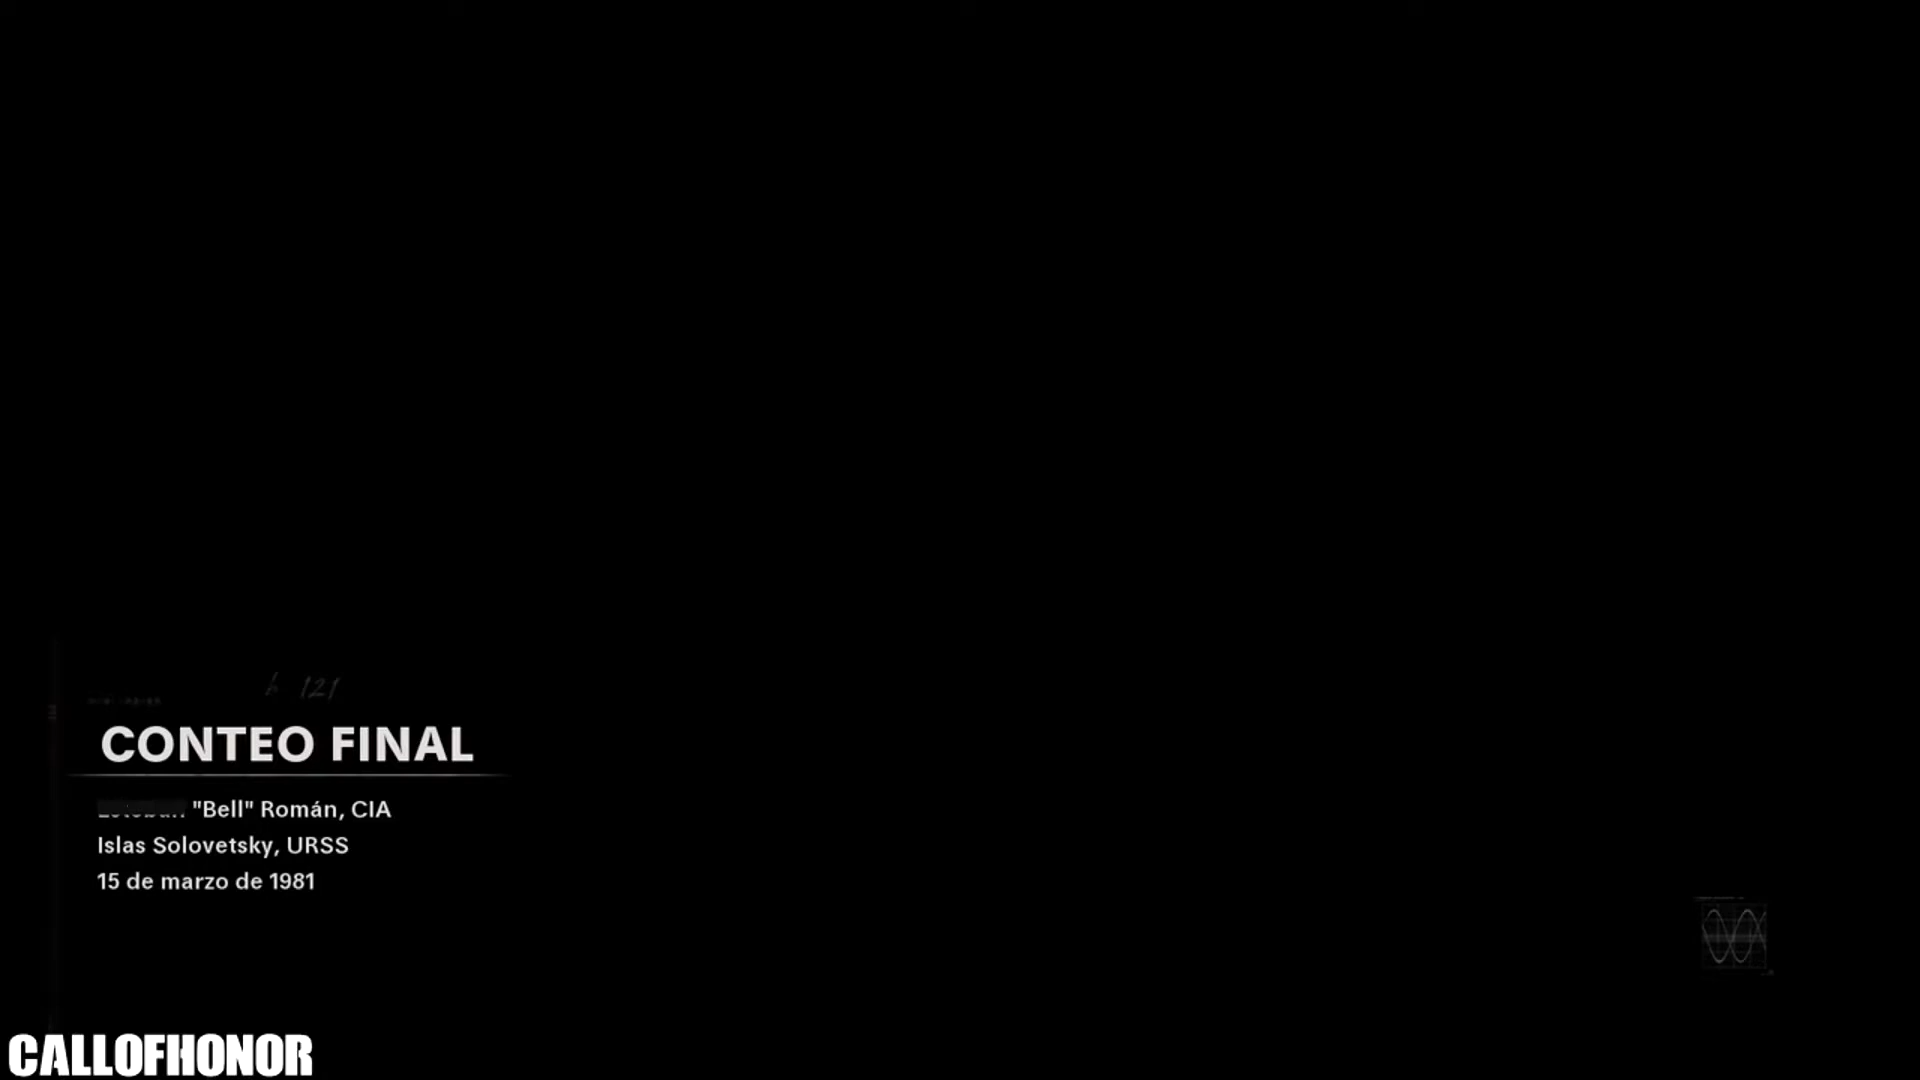 h 121
CONTEO FINAL
"Bell" Román, CIA
Islas Solovetsky, URSS
15 de marzo de 1981
CALLOFHONOR